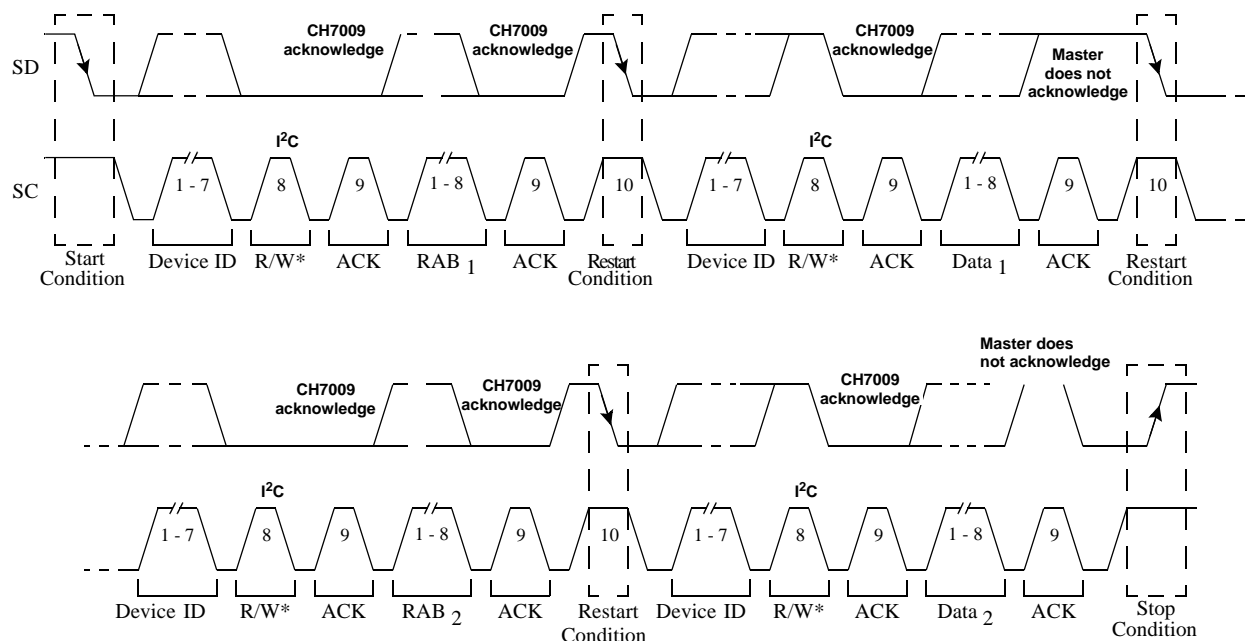 CH7009
acknowledge
CH7009
acknowledge
CH7009
acknowledge
Master
does not
acknowledge
SD
I²C
I²C
SC
1 - 7
8
9
1 - 8
9
10
1 - 7
8
9
1 - 8
9
10
Start
Condition
Device ID
R/W*
ACK
RAB 1
ACK
Restart
Condition
Device ID
R/W*
ACK
Data 1
ACK
Restart
Condition
CH7009
acknowledge
CH7009
acknowledge
CH7009
acknowledge
Master does
not acknowledge
I²C
I²C
1 - 7
8
9
1 - 8
9
10
1 - 7
8
9
1 - 8
9
Device ID
R/W*
ACK
RAB 2
ACK
Restart
Condition
Device ID
R/W*
ACK
Data 2
ACK
Stop
Condition